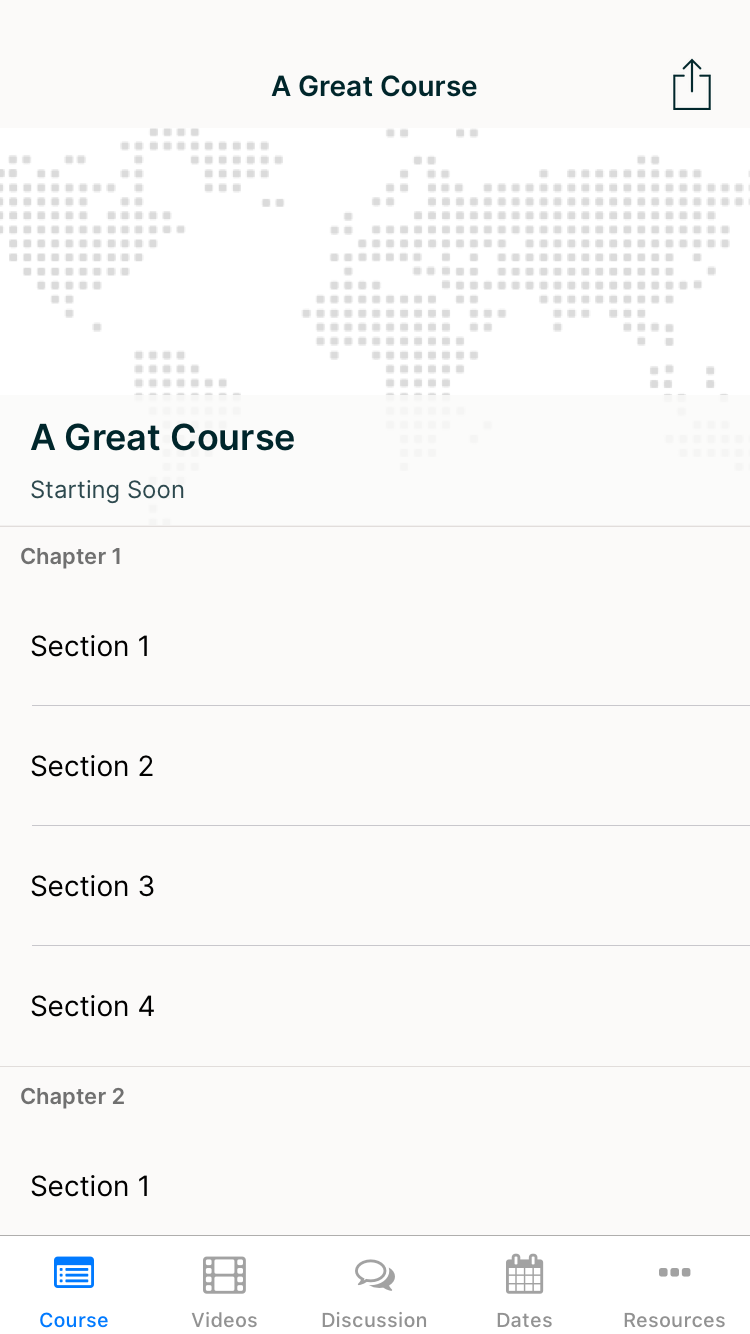 A Great Course
A Great Course
Starting Soon
Chapter 1
Section 1
Section 2
Section 3
Section 4
Chapter 2
Section 1
Course Videos Discussion Dates Resources